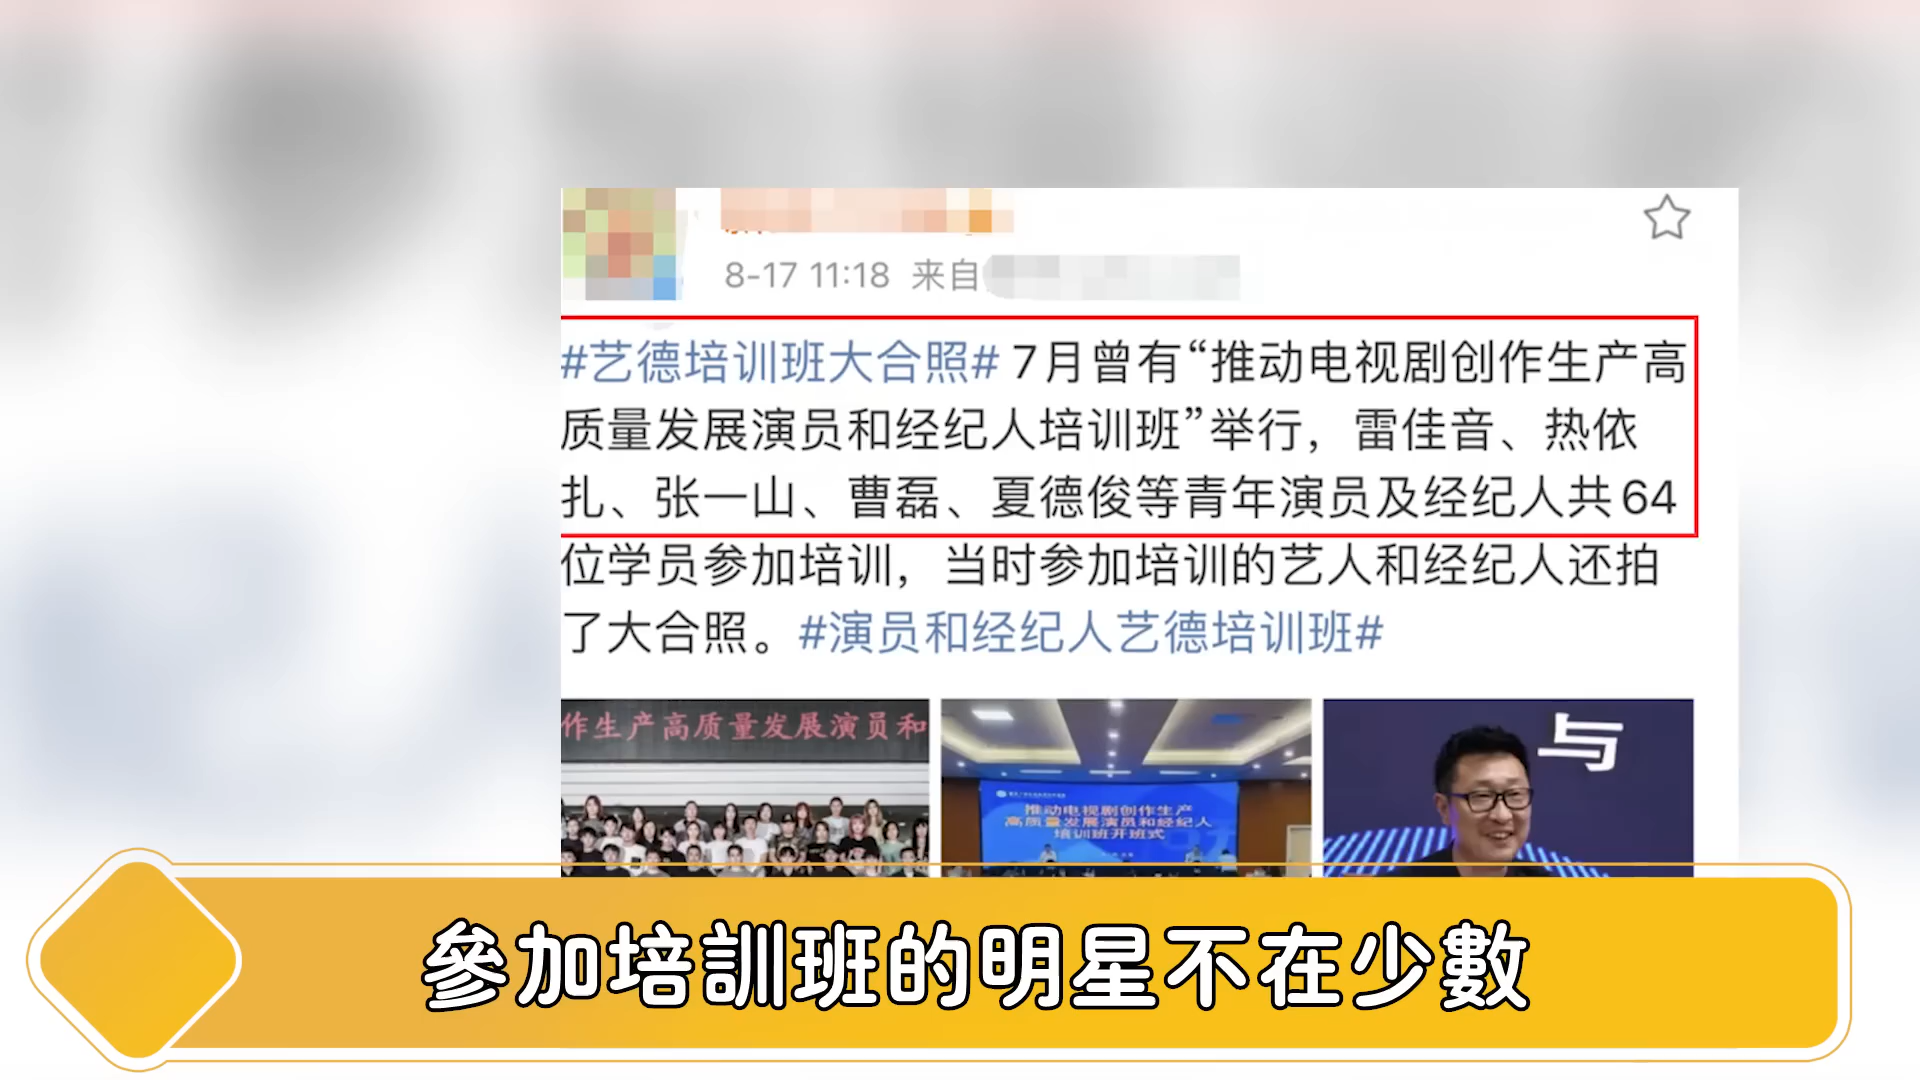 8-17 11:18 来自
#艺德培训班大合照# 7月曾有“推动电视剧创作生产高
质量发展演员和经纪人培训班”举行，雷佳音、热依
扎、张一山、曹磊、夏德俊等青年演员及经纪人共64
位学员参加培训，当时参加培训的艺人和经纪人还拍
了大合照。#演员和经纪人艺德培训班#
作生产高质量发展演员和
推动电视剧创作生产
高质量发展演员和经纪人
培训班开班式
与
參加培訓班的明星不在少數